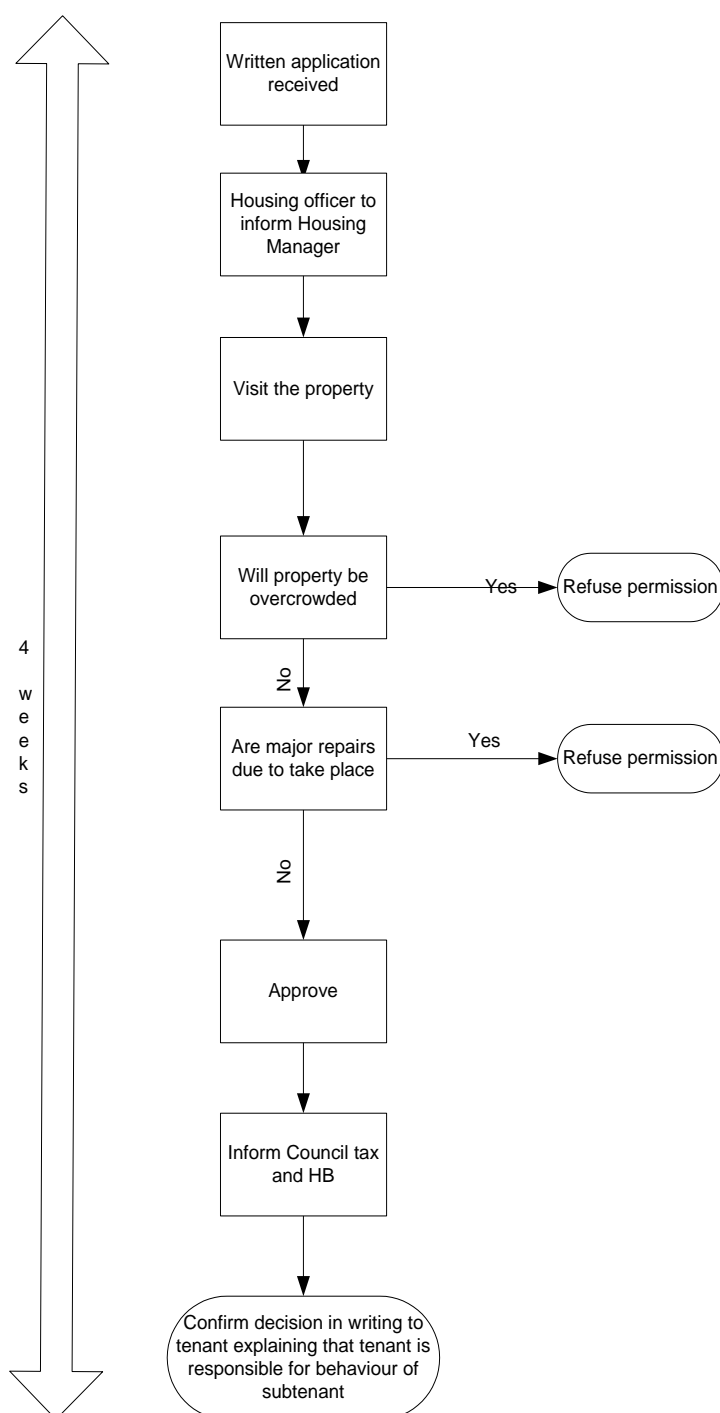 Written application
received
Housing officer to
inform Housing
Manager
Visit the property
Will property be
overcrowded
Yes
Refuse permission
No
Are major repairs
due to take place
Yes
Refuse permission
No
Approve
Inform Council tax
and HB
Confirm decision in writing to
tenant explaining that tenant is
responsible for behaviour of
subtenant
4 weeks